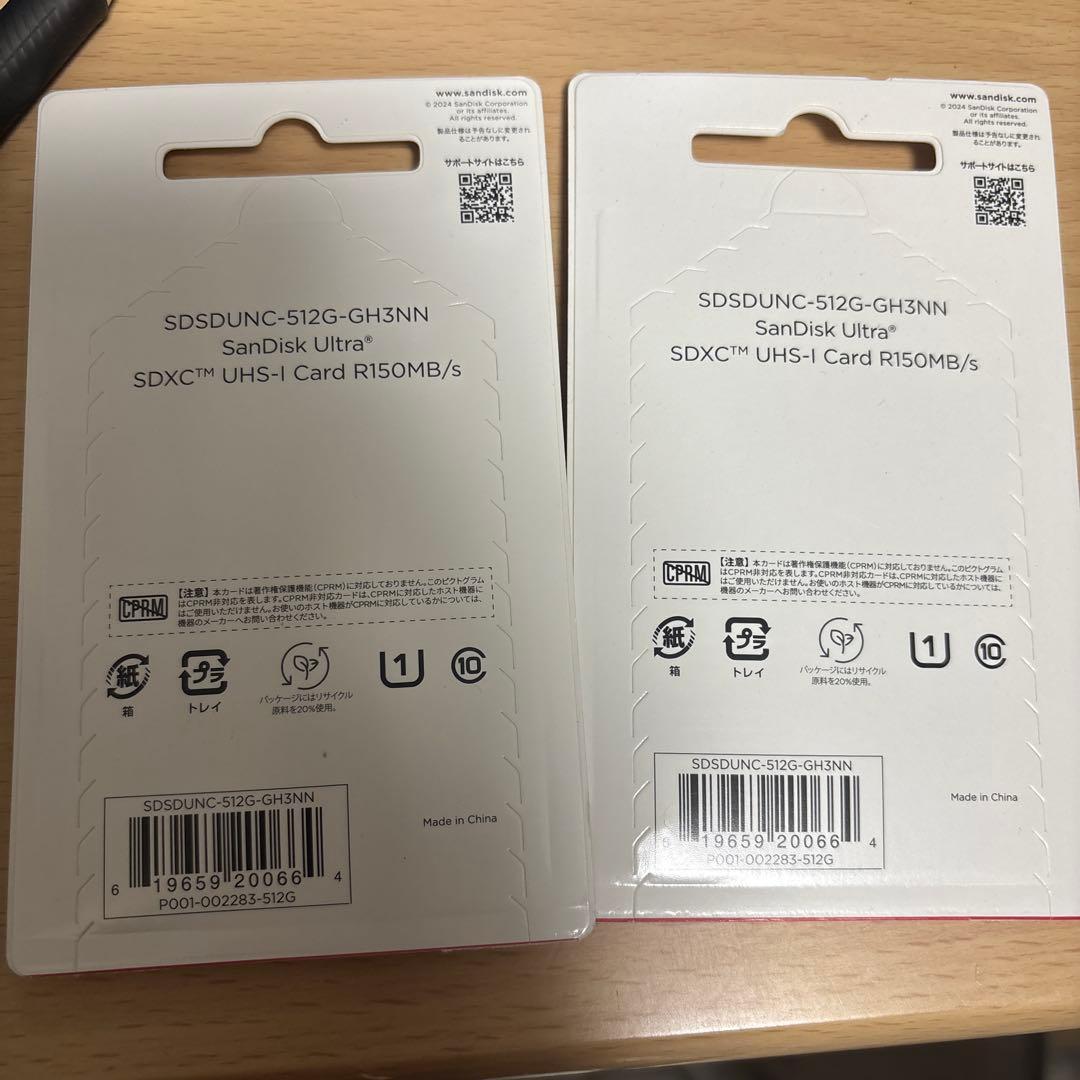 www.sandisk.com
© 2024 SanDisk Corporation
or its affiliates.
All rights reserved.
製品仕様は予告なしに変更され
ることがあります。
サポートサイトはこちら
SDSDUNC-512G-GH3NN
SanDisk Ultra®
SDXC™ UHS-I Card R150MB/s
CPRM
【注意】本カードは著作権保護機能(CPRM)に対応しておりません。このピクトグラム
はCPRM非対応を表します。CPRM非対応カードは、CPRMに対応したホスト機器に
はご使用いただけません。お使いのホスト機器がCPRMに対応しているかについては、
機器のメーカーへお問い合わせください。
紙
箱
プラ
トレイ
パッケージにはリサイクル
原料を20%使用。
1
10
SDSDUNC-512G-GH3NN
6 19659 20066 4
P001-002283-512G
Made in China
www.sandisk.com
© 2024 SanDisk Corporation
or its affiliates.
All rights reserved.
製品仕様は予告なしに変更され
ることがあります。
サポートサイトはこちら
SDSDUNC-512G-GH3NN
SanDisk Ultra®
SDXC™ UHS-I Card R150MB/s
CPRM
【注意】本カードは著作権保護機能(CPRM)に対応しておりません。このピクトグラム
はCPRM非対応を表します。CPRM非対応カードは、CPRMに対応したホスト機器に
はご使用いただけません。お使いのホスト機器がCPRMに対応しているかについては、
機器のメーカーへお問い合わせください。
紙
箱
プラ
トレイ
パッケージにはリサイクル
原料を20%使用。
1
10
SDSDUNC-512G-GH3NN
6 19659 20066 4
P001-002283-512G
Made in China